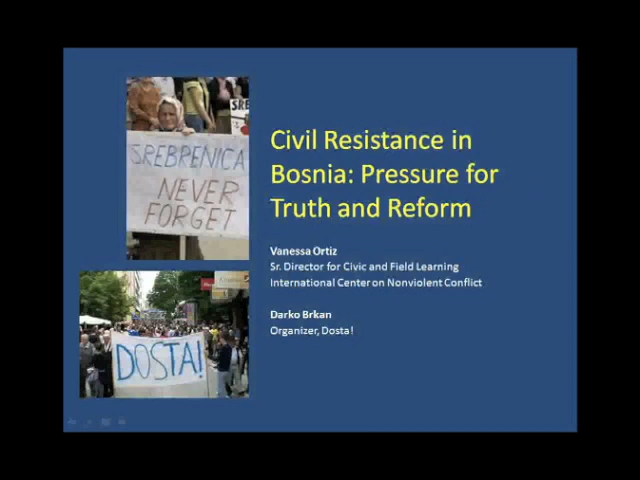 SRE
SREBRENICA
NEVER
FORGET
DOSTA!
Civil Resistance in
Bosnia: Pressure for
Truth and Reform
Vanessa Ortiz
Sr. Director for Civic and Field Learning
International Center on Nonviolent Conflict
Darko Brkan
Organizer, Dosta!